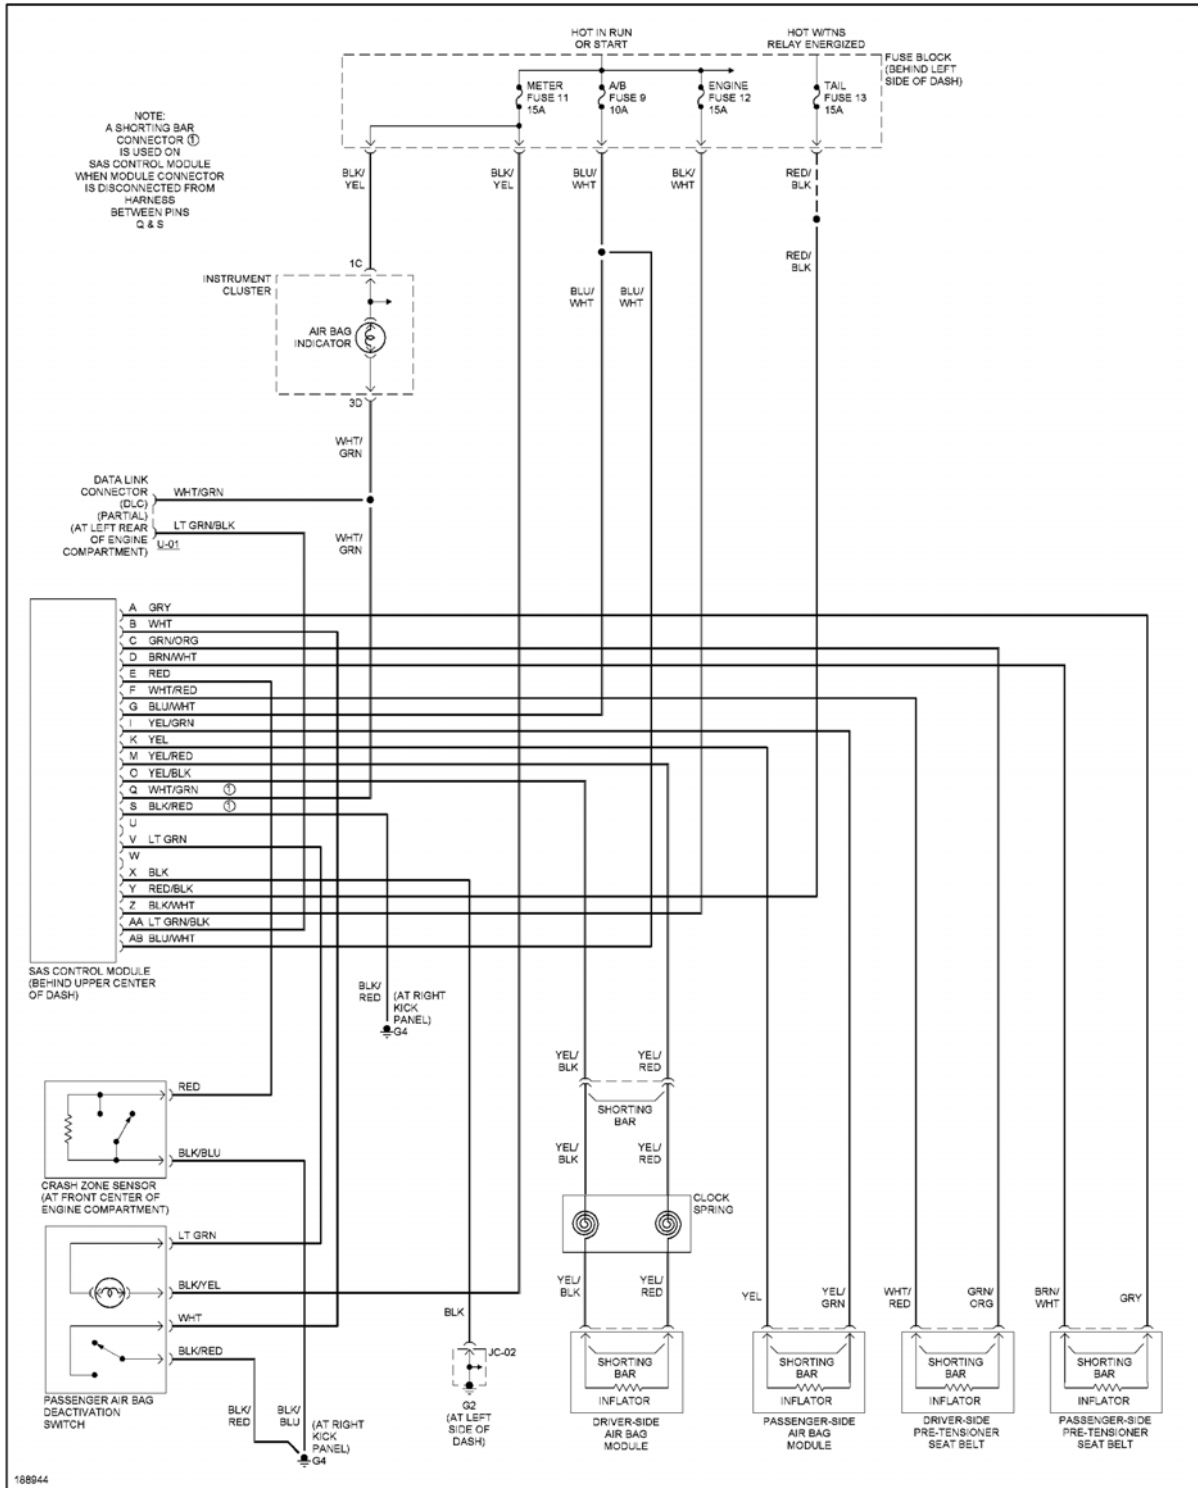 HOT IN RUN
OR START
HOT W/TNS
RELAY ENERGIZED
FUSE BLOCK
(BEHIND LEFT
SIDE OF DASH)
METER
FUSE 11
15A
A/B
FUSE 9
10A
ENGINE
FUSE 12
15A
TAIL
FUSE 13
15A
NOTE:
A SHORTING BAR
CONNECTOR ①
IS USED ON
SAS CONTROL MODULE
WHEN MODULE CONNECTOR
IS DISCONNECTED FROM
HARNESS
BETWEEN PINS
Q & S
BLK/
YEL
BLK/
YEL
BLU/
WHT
BLK/
WHT
RED/
BLK
RED/
BLK
1C
INSTRUMENT
CLUSTER
BLU/
WHT
BLU/
WHT
AIR BAG
INDICATOR
3D
WHT/
GRN
DATA LINK
CONNECTOR
(DLC)
(PARTIAL)
(AT LEFT REAR
OF ENGINE
COMPARTMENT)
WHT/GRN
LT GRN/BLK
U-01
WHT/
GRN
A GRY
B WHT
C GRN/ORG
D BRN/WHT
E RED
F WHT/RED
G BLU/WHT
I YEL/GRN
K YEL
M YEL/RED
O YEL/BLK
Q WHT/GRN ①
S BLK/RED ①
U
V LT GRN
W
X BLK
Y RED/BLK
Z BLK/WHT
AA LT GRN/BLK
AB BLU/WHT
SAS CONTROL MODULE
(BEHIND UPPER CENTER
OF DASH)
BLK/
RED
(AT RIGHT
KICK
PANEL)
G4
YEL/
BLK
YEL/
RED
SHORTING
BAR
RED
BLK/BLU
CRASH ZONE SENSOR
(AT FRONT CENTER OF
ENGINE COMPARTMENT)
YEL/
BLK
YEL/
RED
CLOCK
SPRING
LT GRN
BLK/YEL
WHT
BLK/RED
PASSENGER AIR BAG
DEACTIVATION
SWITCH
BLK/
RED
BLK/
BLU
(AT RIGHT
KICK
PANEL)
G4
BLK
JC-02
G2
(AT LEFT
SIDE OF
DASH)
YEL/
BLK
YEL/
RED
YEL
YEL/
GRN
WHT/
RED
GRN/
ORG
BRN/
WHT
GRY
SHORTING
BAR
INFLATOR
DRIVER-SIDE
AIR BAG
MODULE
SHORTING
BAR
INFLATOR
PASSENGER-SIDE
AIR BAG
MODULE
SHORTING
BAR
INFLATOR
DRIVER-SIDE
PRE-TENSIONER
SEAT BELT
SHORTING
BAR
INFLATOR
PASSENGER-SIDE
PRE-TENSIONER
SEAT BELT
188944